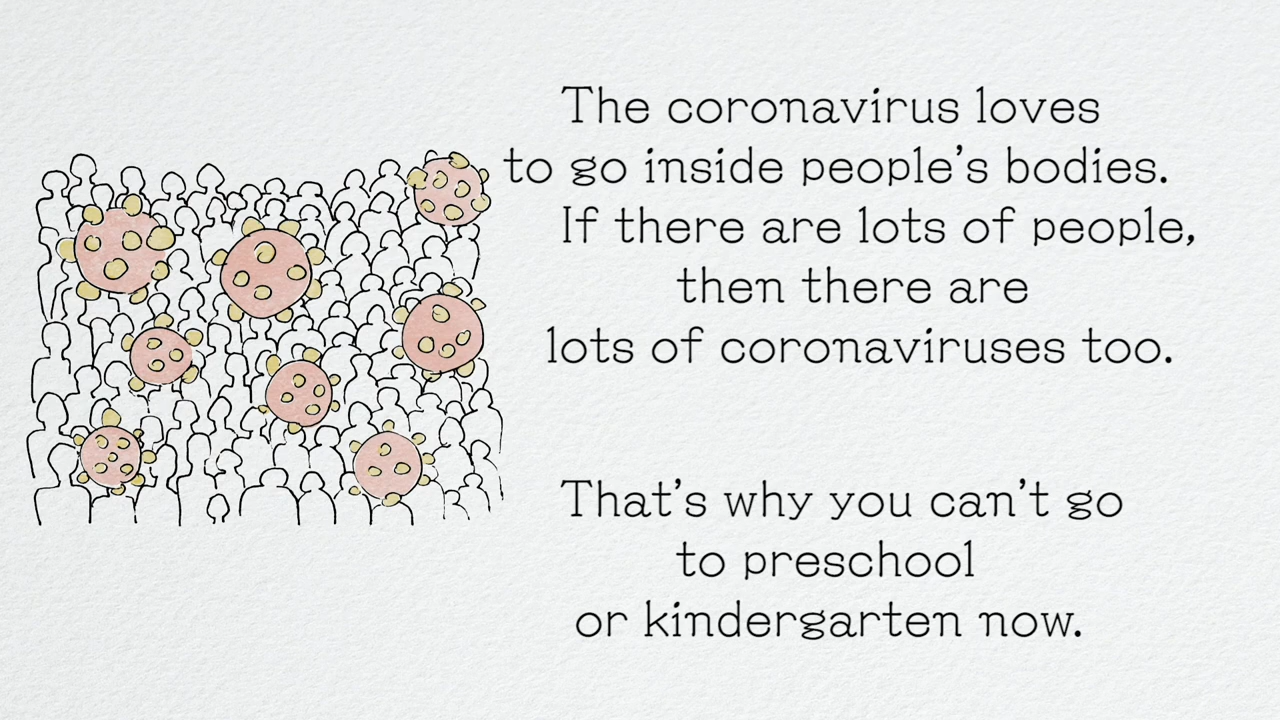 The coronavirus loves
to go inside people’s bodies.
If there are lots of people,
then there are
lots of coronaviruses too.
That’s why you can’t go
to preschool
or kindergarten now.